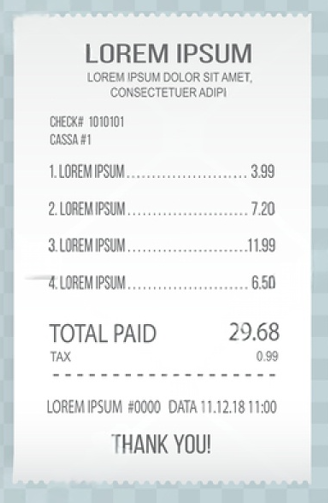 LOREM IPSUM
LOREM IPSUM DOLOR SIT AMET,
CONSECTETUER ADIPI
CHECK# 1010101
CASSA #1
1. LOREM IPSUM........................ 3.99
2. LOREM IPSUM........................ 7.20
3. LOREM IPSUM........................11.99
4. LOREM IPSUM........................ 6.50
TOTAL PAID 29.68
TAX 0.99
LOREM IPSUM #0000 DATA 11.12.18 11:00
THANK YOU!